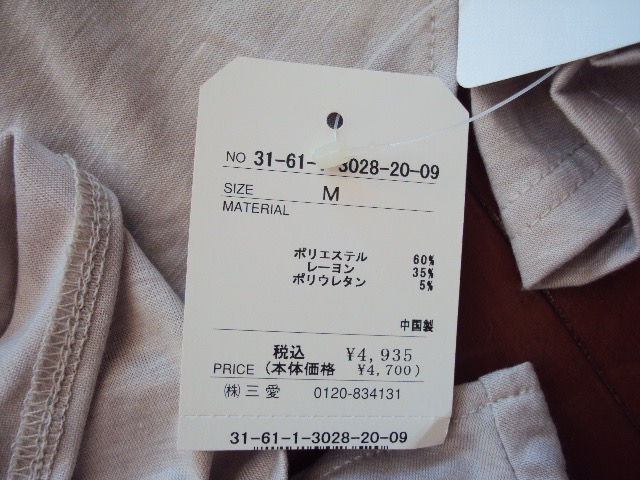 NO 31-61-1-3028-20-09
SIZE M
MATERIAL
ポリエステル 60%
レーヨン 35%
ポリウレタン 5%
中国製
税込 ¥4,935
PRICE (本体価格 ¥4,700)
(株)三愛 0120-834131
31-61-1-3028-20-09